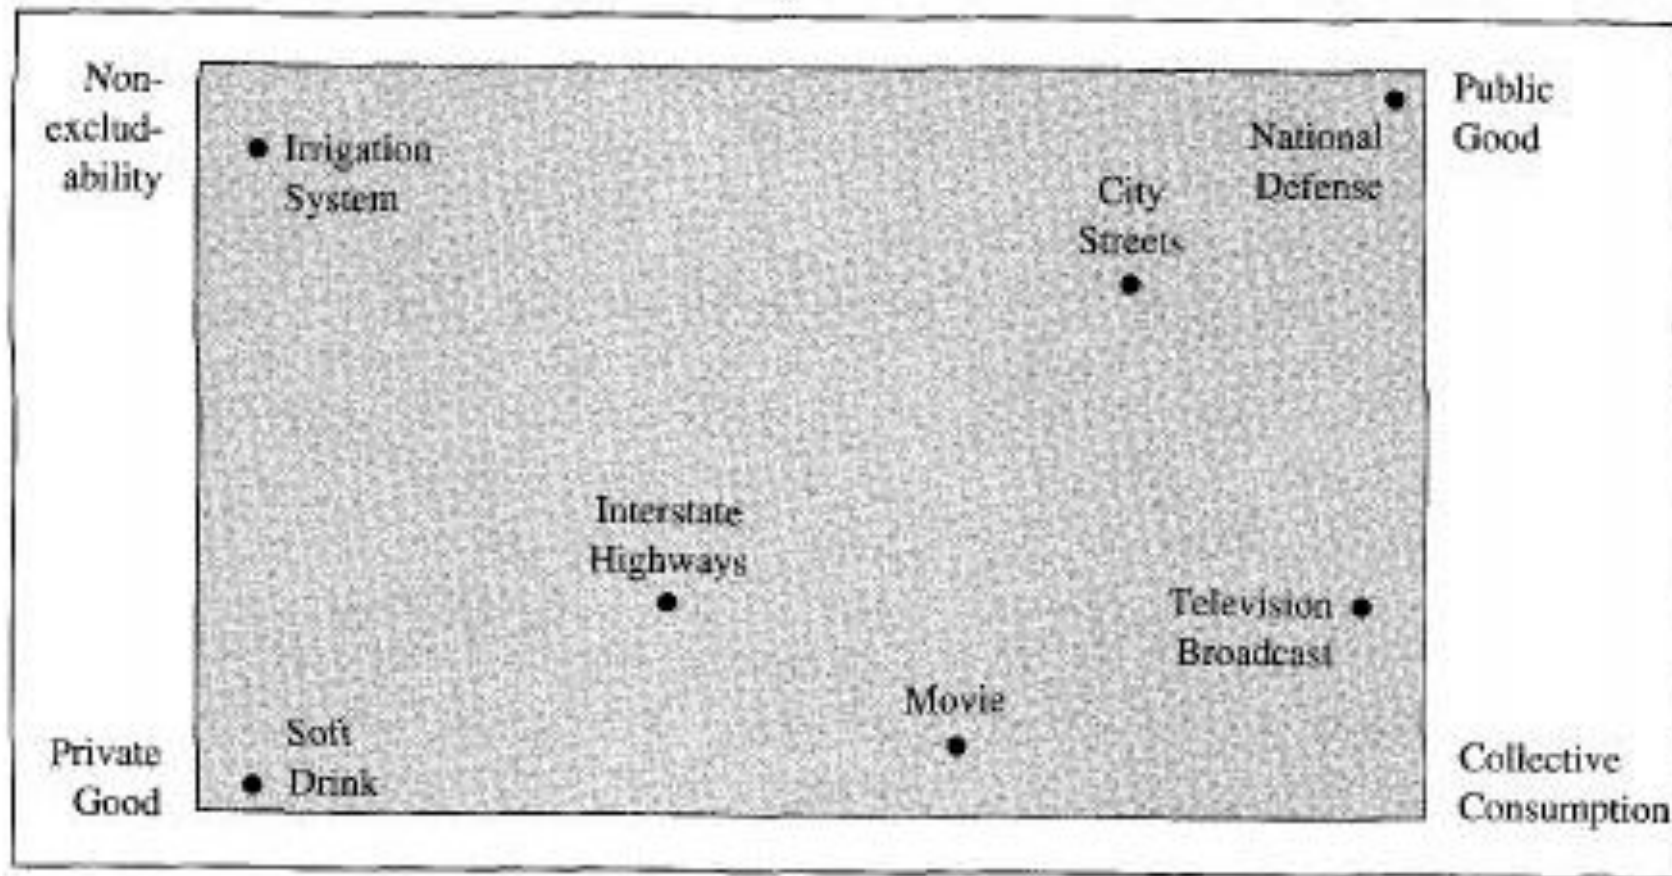 Non-
exclud-
ability
Public
Good
Irrigation
System
National
Defense
City
Streets
Interstate
Highways
Television
Broadcast
Movie
Soft
Drink
Private
Good
Collective
Consumption